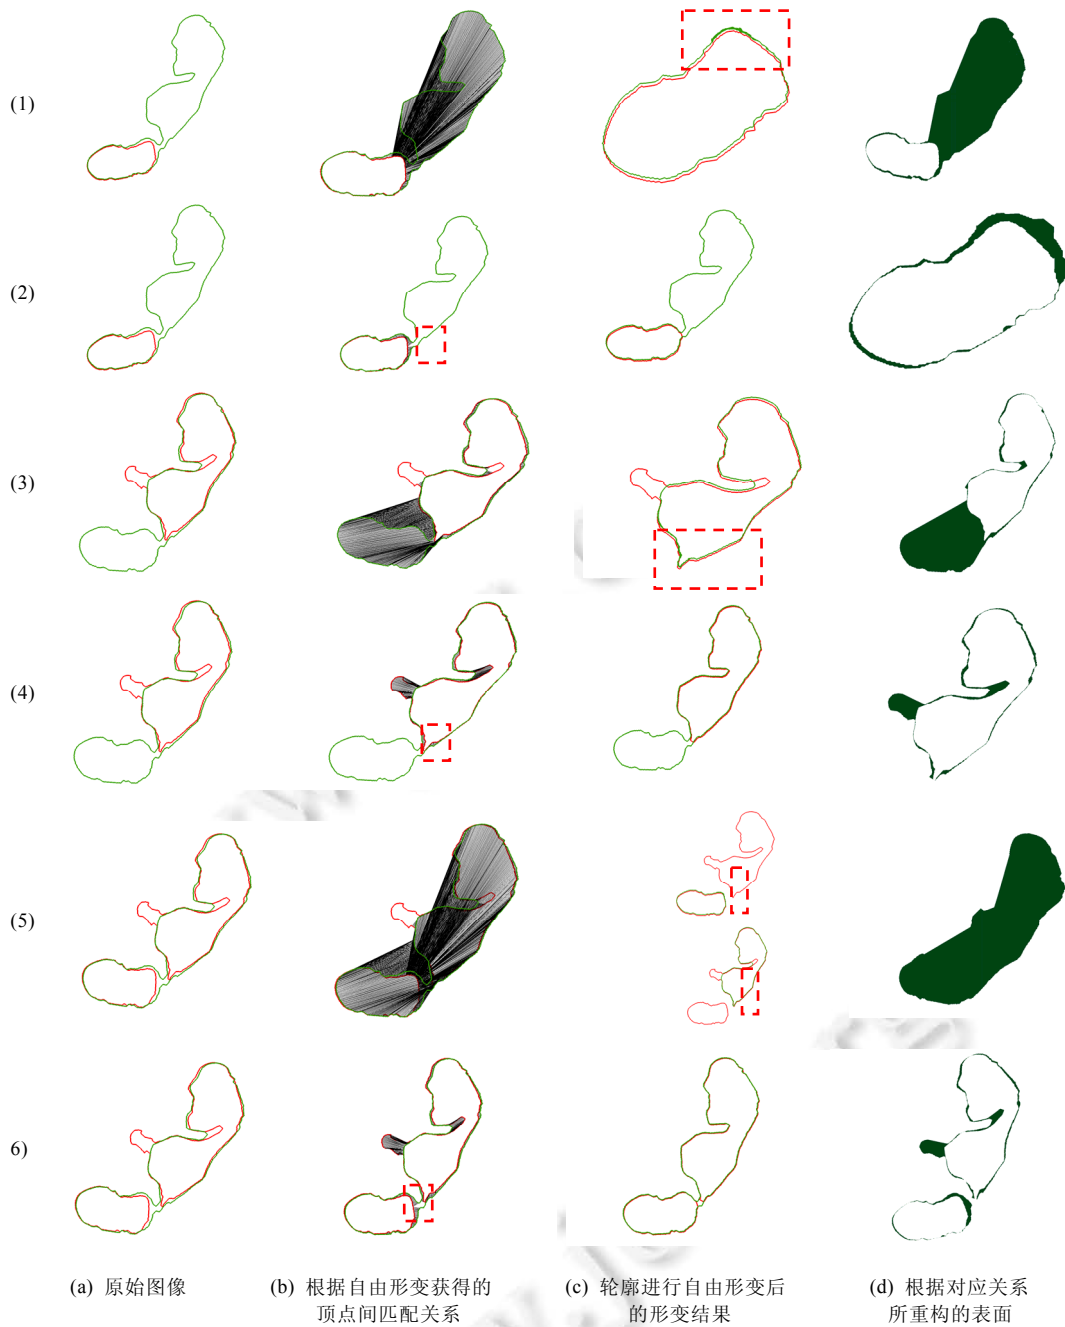 (1)
(2)
(3)
(4)
(5)
6)
(a) 原始图像
(b) 根据自由形变获得的
顶点间匹配关系
(c) 轮廓进行自由形变后
的形变结果
(d) 根据对应关系
所重构的表面